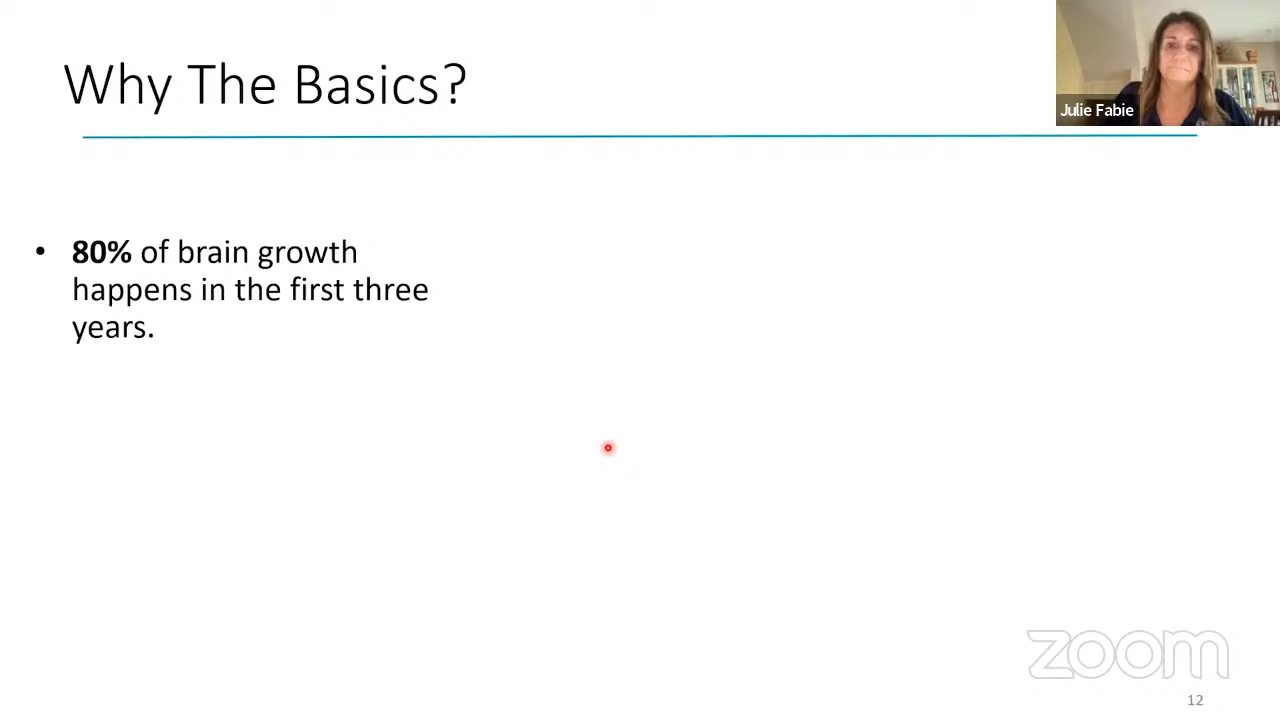 Why The Basics?
Julie Fabie
• 80% of brain growth
happens in the first three
years.
zoom
12